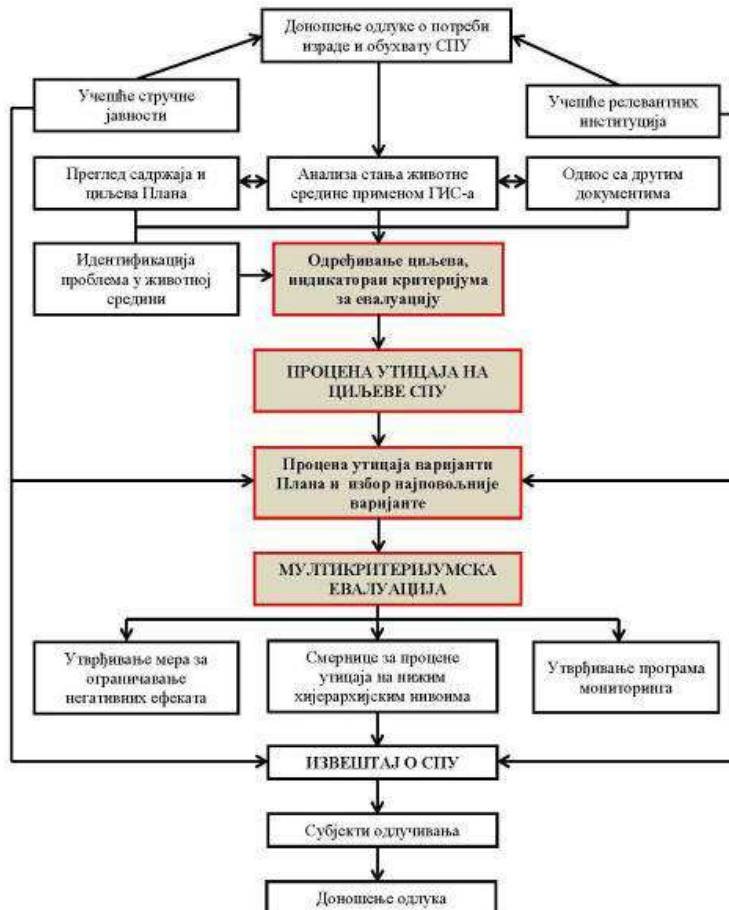 Доношење одлуке о потреби
израде и обухвату СПУ
Учешће стручне
јавности
Учешће релевантних
институција
Преглед садржаја и
циљева Плана
Анализа стања животне
средине применом ГИС-а
Однос са другим
документима
Идентификација
проблема у животној
средини
Одређивање циљева,
индикатораи критеријума
за евалуацију
ПРОЦЕНА УТИЦАЈА НА
ЦИЉЕВЕ СПУ
Процена утицаја варијанти
Плана и избор најповољније
варијанте
МУЛТИКРИТЕРИЈУМСКА
ЕВАЛУАЦИЈА
Утврђивање мера за
ограничавање
негативних ефеката
Смернице за процене
утицаја на нижим
хијерархијским нивоима
Утврђивање програма
мониторинга
ИЗВЕШТАЈ О СПУ
Субјекти одлучивања
Доношење одлука